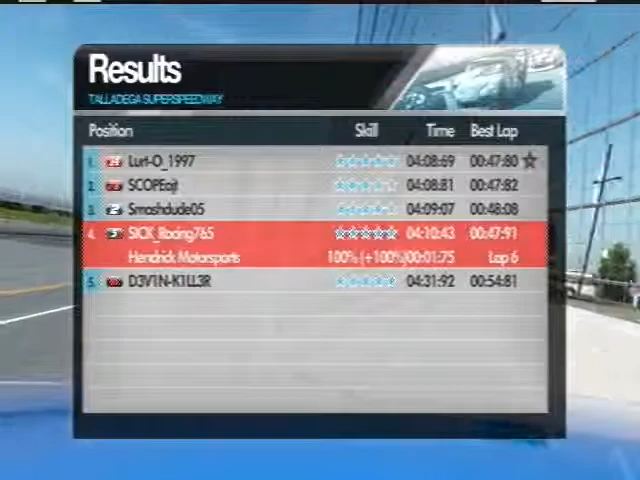 Results
TALLADEGA SUPERSPEEDWAY
Position Skill Time Best Lap
1. Lurt-O_1997 04:08:69 00:47:80
2. SCOPEojt 04:08:81 00:47:82
3. Smashdude05 04:09:07 00:48:08
4. SICK_Racing765 04:10:43 00:47:91
Hendrick Motorsports 100% (+100%) 00:01:75 Lap 6
5. D3V1N-K1LL3R 04:31:92 00:54:81